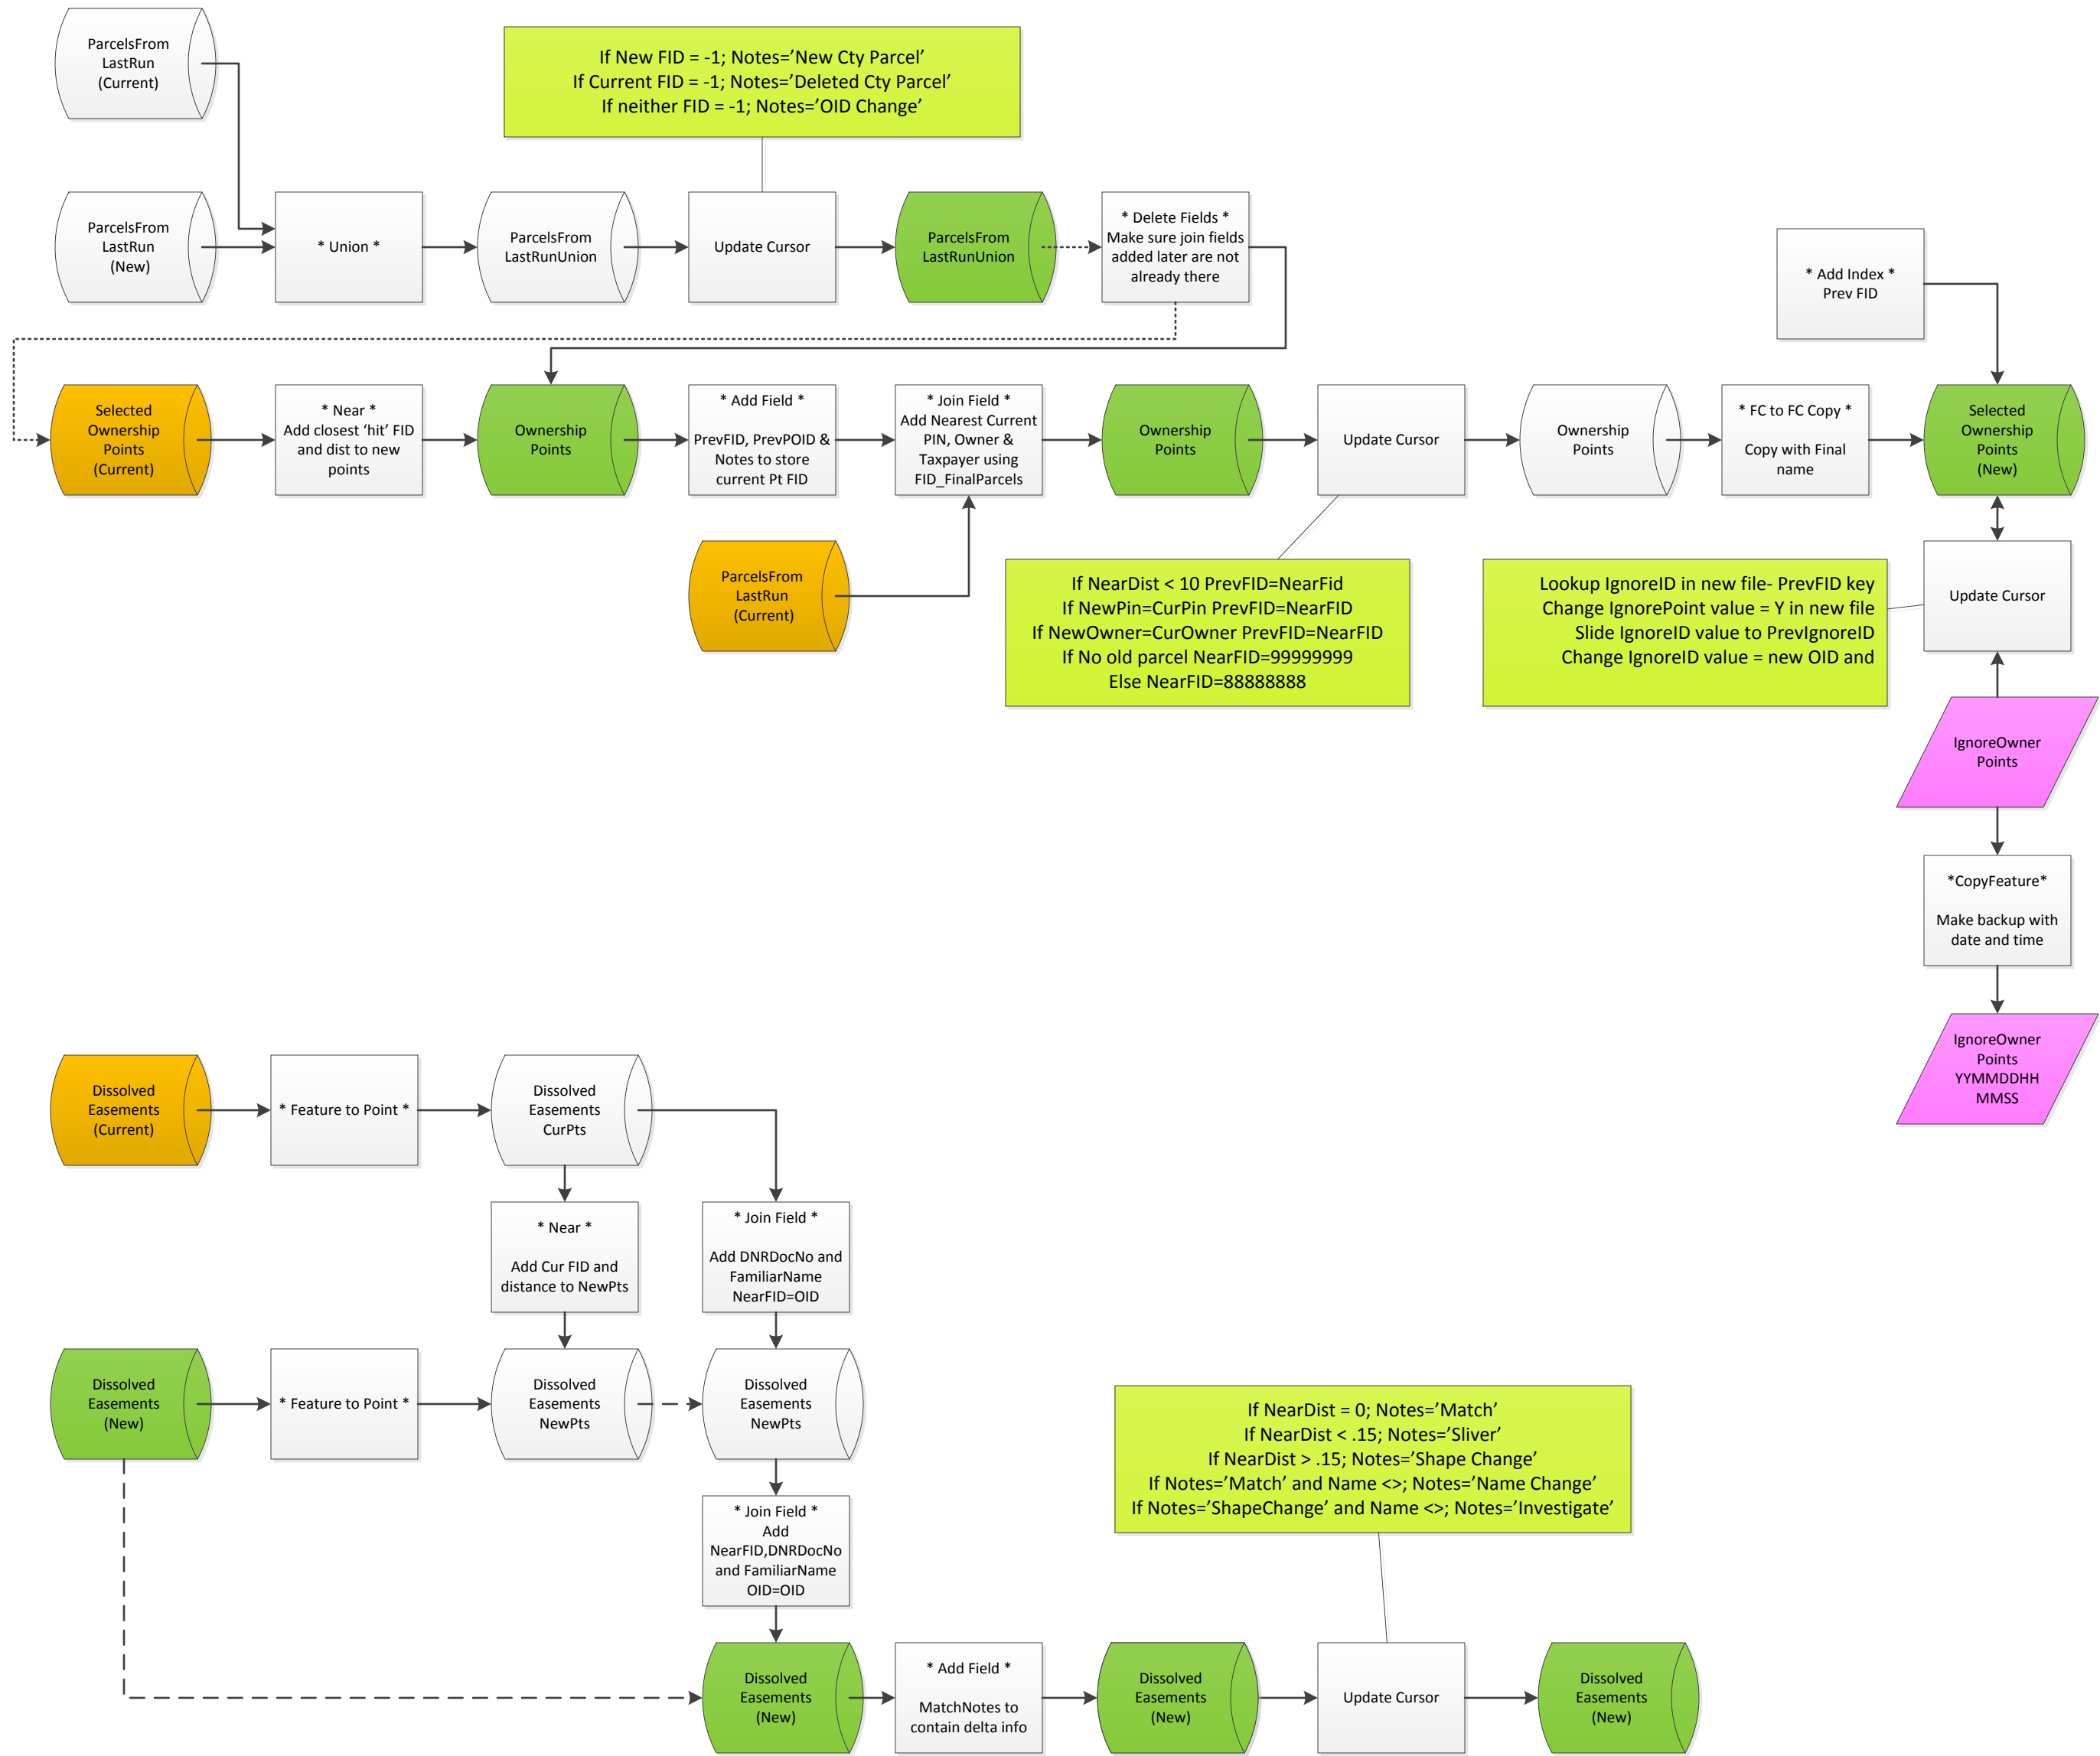 ParcelsFrom
LastRun
(Current)
If New FID = -1; Notes=’New Cty Parcel’
If Current FID = -1; Notes=’Deleted Cty Parcel’
If neither FID = -1; Notes=’OID Change’
ParcelsFrom
LastRun
(New)
* Union *
ParcelsFrom
LastRunUnion
Update Cursor
ParcelsFrom
LastRunUnion
* Delete Fields *
Make sure join fields
added later are not
already there
* Add Index *
Prev FID
Selected
Ownership
Points
(Current)
* Near *
Add closest ‘hit’ FID
and dist to new
points
Ownership
Points
* Add Field *
PrevFID, PrevPOID &
Notes to store
current Pt FID
* Join Field *
Add Nearest Current
PIN, Owner &
Taxpayer using
FID_FinalParcels
Ownership
Points
Update Cursor
Ownership
Points
* FC to FC Copy *
Copy with Final
name
Selected
Ownership
Points
(New)
ParcelsFrom
LastRun
(Current)
If NearDist < 10 PrevFID=NearFid
If NewPin=CurPin PrevFID=NearFID
If NewOwner=CurOwner PrevFID=NearFID
If No old parcel NearFID=99999999
Else NearFID=88888888
Lookup IgnoreID in new file- PrevFID key
Change IgnorePoint value = Y in new file
Slide IgnoreID value to PrevIgnoreID
Change IgnoreID value = new OID and
Update Cursor
IgnoreOwner
Points
*CopyFeature*
Make backup with
date and time
IgnoreOwner
Points
YYMMDDHH
MMSS
Dissolved
Easements
(Current)
* Feature to Point *
Dissolved
Easements
CurPts
* Near *
Add Cur FID and
distance to NewPts
* Join Field *
Add DNRDocNo and
FamiliarName
NearFID=OID
Dissolved
Easements
(New)
* Feature to Point *
Dissolved
Easements
NewPts
Dissolved
Easements
NewPts
If NearDist = 0; Notes=’Match’
If NearDist < .15; Notes=’Sliver’
If NearDist > .15; Notes=’Shape Change’
If Notes=’Match’ and Name <>; Notes=’Name Change’
If Notes=’ShapeChange’ and Name <>; Notes=’Investigate’
* Join Field *
Add
NearFID,DNRDocNo
and FamiliarName
OID=OID
Dissolved
Easements
(New)
* Add Field *
MatchNotes to
contain delta info
Dissolved
Easements
(New)
Update Cursor
Dissolved
Easements
(New)